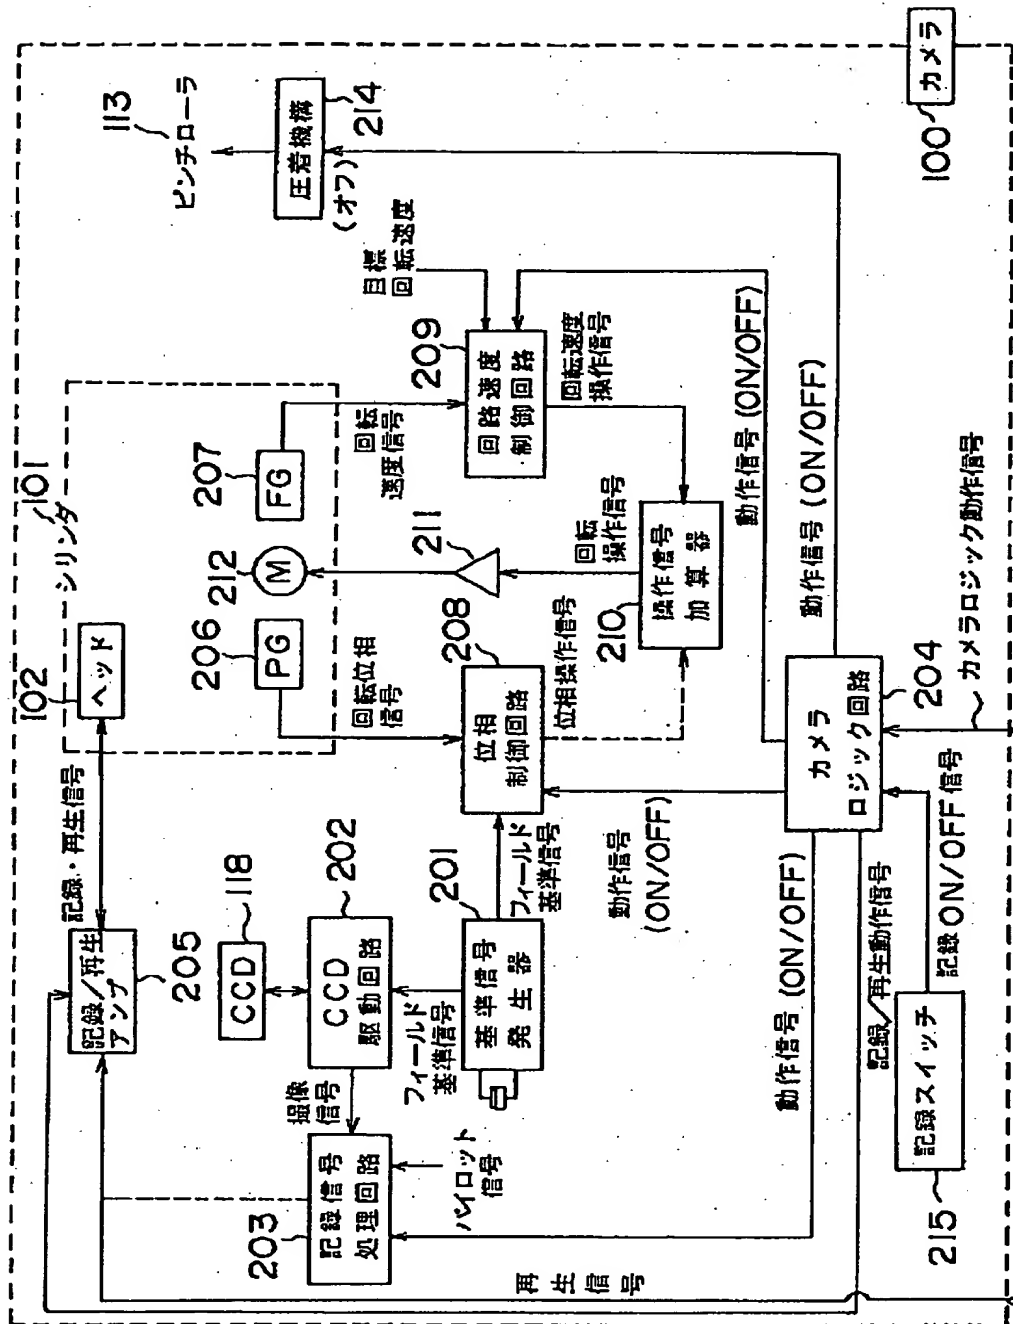 再生信号
203
記録信号
処理回路
パイロット
信号
撮像
信号
記録/再生
アンプ
205
記録・再生信号
102
ヘッド
シリンダ
101
113
ピンチローラ
CCD
118
CCD
駆動回路
202
フィールド
基準信号
206
PG
212
M
207
FG
圧着機構
214
(オフ)
回転位相
信号
回転
速度信号
目標
回転速度
基準信号
発生器
201
フィールド
基準信号
位相
制御回路
208
211
回路速度
制御回路
209
位相操作信号
回転
操作信号
回転速度
操作信号
動作信号
(ON/OFF)
210
操作信号
加算器
動作信号(ON/OFF)
動作信号(ON/OFF)
動作信号(ON/OFF)
カメラ
ロジック回路
204
記録/再生動作信号
215
記録スイッチ
記録ON/OFF信号
カメラロジック動作信号
100
カメラ